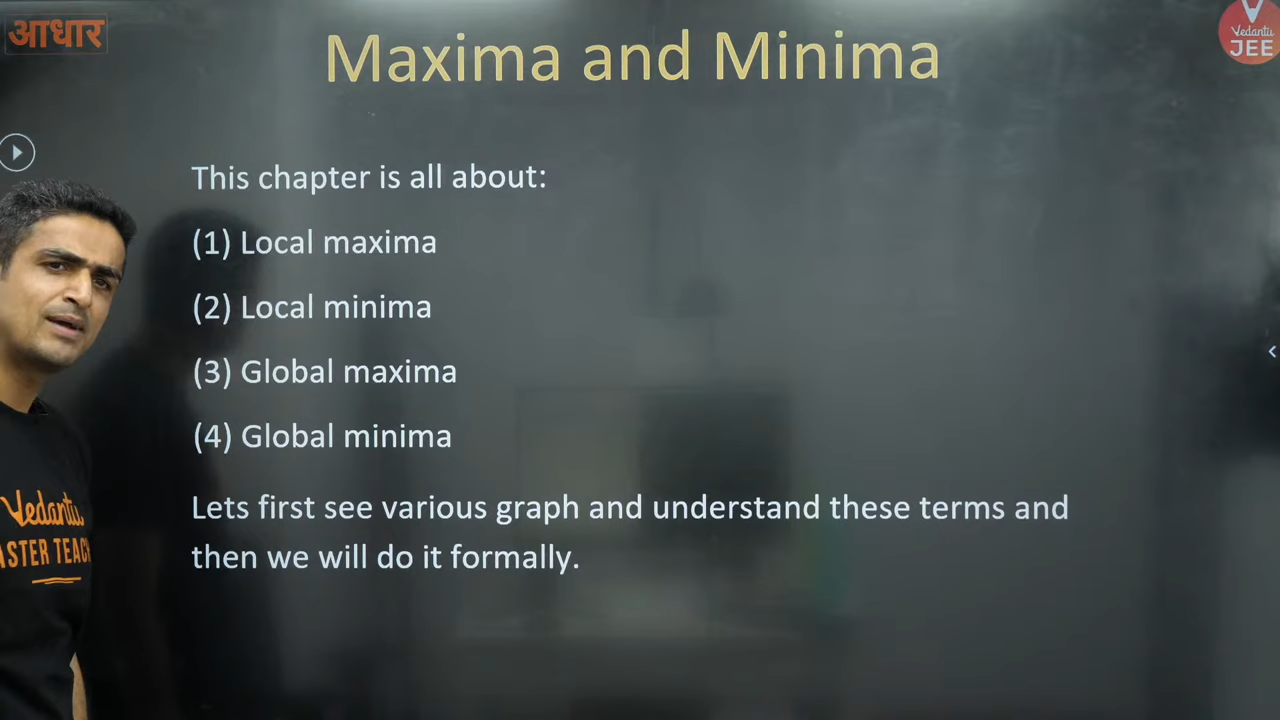 आधार
Maxima and Minima
Vedantu
JEE
This chapter is all about:
(1) Local maxima
(2) Local minima
(3) Global maxima
(4) Global minima
Lets first see various graph and understand these terms and
then we will do it formally.
Vedantu
ASTER TEACH